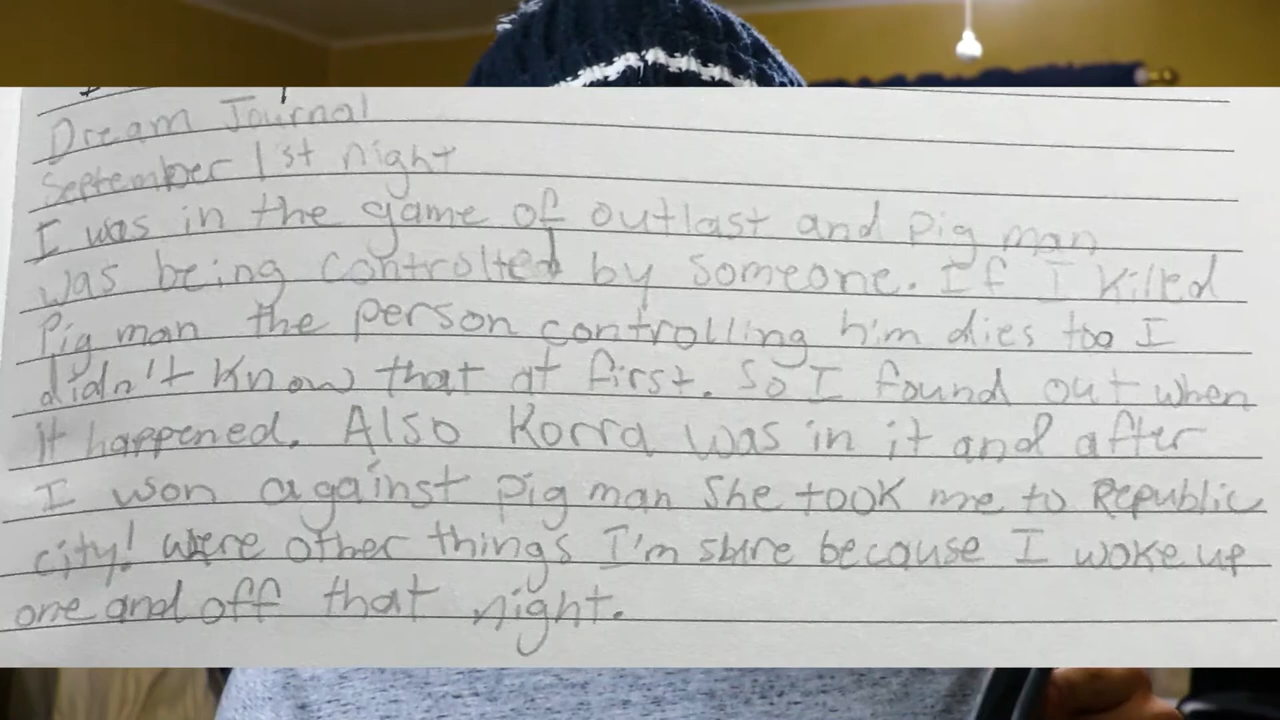 Dream Journal
September 1st night
I was in the game of outlast and pig man
was being controlted by someone. If I killed
Pig man the person controlling him dies too I
didn't know that at first. So I found out when
it happened. Also Korra was in it and after
I won against pig man She took me to Republic
city! were other things I'm sure because I woke up
one and off that night.